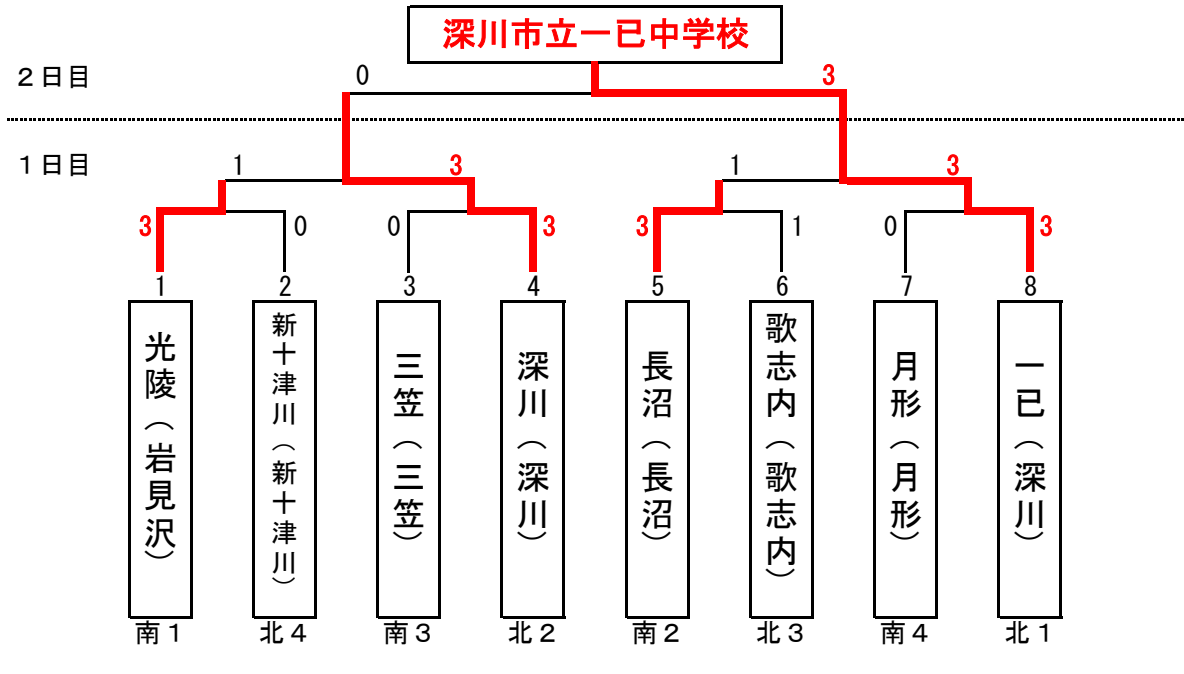 深川市立一已中学校
２日目
0
3
１日目
1
3
1
3
3
0
0
3
3
1
0
3
1
2
3
4
5
6
7
8
光陵（岩見沢）
新十津川（新十津川）
三笠（三笠）
深川（深川）
長沼（長沼）
歌志内（歌志内）
月形（月形）
一已（深川）
南１
北４
南３
北２
南２
北３
南４
北１